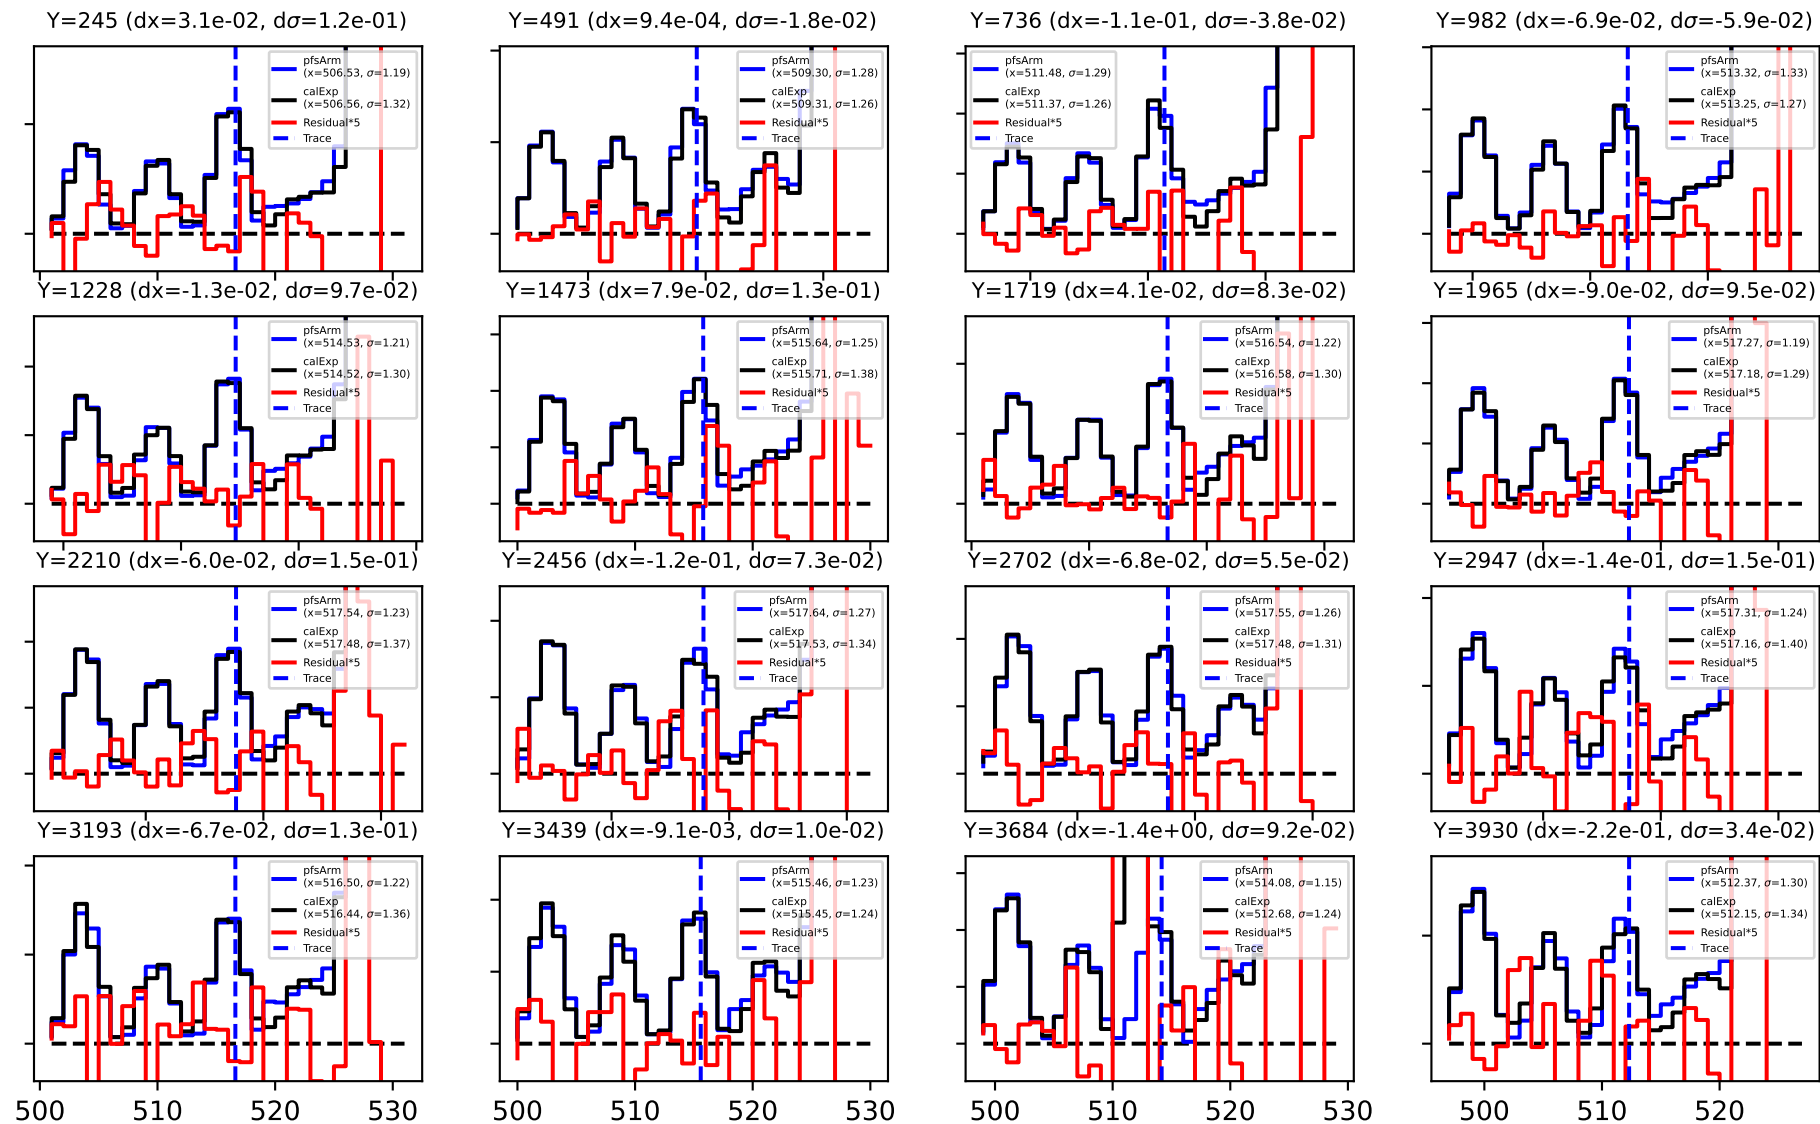 Y=245 (dx=3.1e-02, dσ=1.2e-01)
pfsArm
(x=506.53, σ=1.19)
calExp
(x=506.56, σ=1.32)
Residual*5
Trace
Y=491 (dx=9.4e-04, dσ=-1.8e-02)
pfsArm
(x=509.30, σ=1.28)
calExp
(x=509.31, σ=1.26)
Residual*5
Trace
Y=736 (dx=-1.1e-01, dσ=-3.8e-02)
pfsArm
(x=511.48, σ=1.29)
calExp
(x=511.37, σ=1.26)
Residual*5
Trace
Y=982 (dx=-6.9e-02, dσ=-5.9e-02)
pfsArm
(x=513.32, σ=1.33)
calExp
(x=513.25, σ=1.27)
Residual*5
Trace
Y=1228 (dx=-1.3e-02, dσ=9.7e-02)
pfsArm
(x=514.53, σ=1.21)
calExp
(x=514.52, σ=1.30)
Residual*5
Trace
Y=1473 (dx=7.9e-02, dσ=1.3e-01)
pfsArm
(x=515.64, σ=1.25)
calExp
(x=515.71, σ=1.38)
Residual*5
Trace
Y=1719 (dx=4.1e-02, dσ=8.3e-02)
pfsArm
(x=516.54, σ=1.22)
calExp
(x=516.58, σ=1.30)
Residual*5
Trace
Y=1965 (dx=-9.0e-02, dσ=9.5e-02)
pfsArm
(x=517.27, σ=1.19)
calExp
(x=517.18, σ=1.29)
Residual*5
Trace
Y=2210 (dx=-6.0e-02, dσ=1.5e-01)
pfsArm
(x=517.54, σ=1.23)
calExp
(x=517.48, σ=1.37)
Residual*5
Trace
Y=2456 (dx=-1.2e-01, dσ=7.3e-02)
pfsArm
(x=517.64, σ=1.27)
calExp
(x=517.53, σ=1.34)
Residual*5
Trace
Y=2702 (dx=-6.8e-02, dσ=5.5e-02)
pfsArm
(x=517.55, σ=1.26)
calExp
(x=517.48, σ=1.31)
Residual*5
Trace
Y=2947 (dx=-1.4e-01, dσ=1.5e-01)
pfsArm
(x=517.31, σ=1.24)
calExp
(x=517.16, σ=1.40)
Residual*5
Trace
Y=3193 (dx=-6.7e-02, dσ=1.3e-01)
pfsArm
(x=516.50, σ=1.22)
calExp
(x=516.44, σ=1.36)
Residual*5
Trace
Y=3439 (dx=-9.1e-03, dσ=1.0e-02)
pfsArm
(x=515.46, σ=1.23)
calExp
(x=515.45, σ=1.24)
Residual*5
Trace
Y=3684 (dx=-1.4e+00, dσ=9.2e-02)
pfsArm
(x=514.08, σ=1.15)
calExp
(x=512.68, σ=1.24)
Residual*5
Trace
Y=3930 (dx=-2.2e-01, dσ=3.4e-02)
pfsArm
(x=512.37, σ=1.30)
calExp
(x=512.15, σ=1.34)
Residual*5
Trace
500 510 520 530
500 510 520 530
500 510 520 530
500 510 520